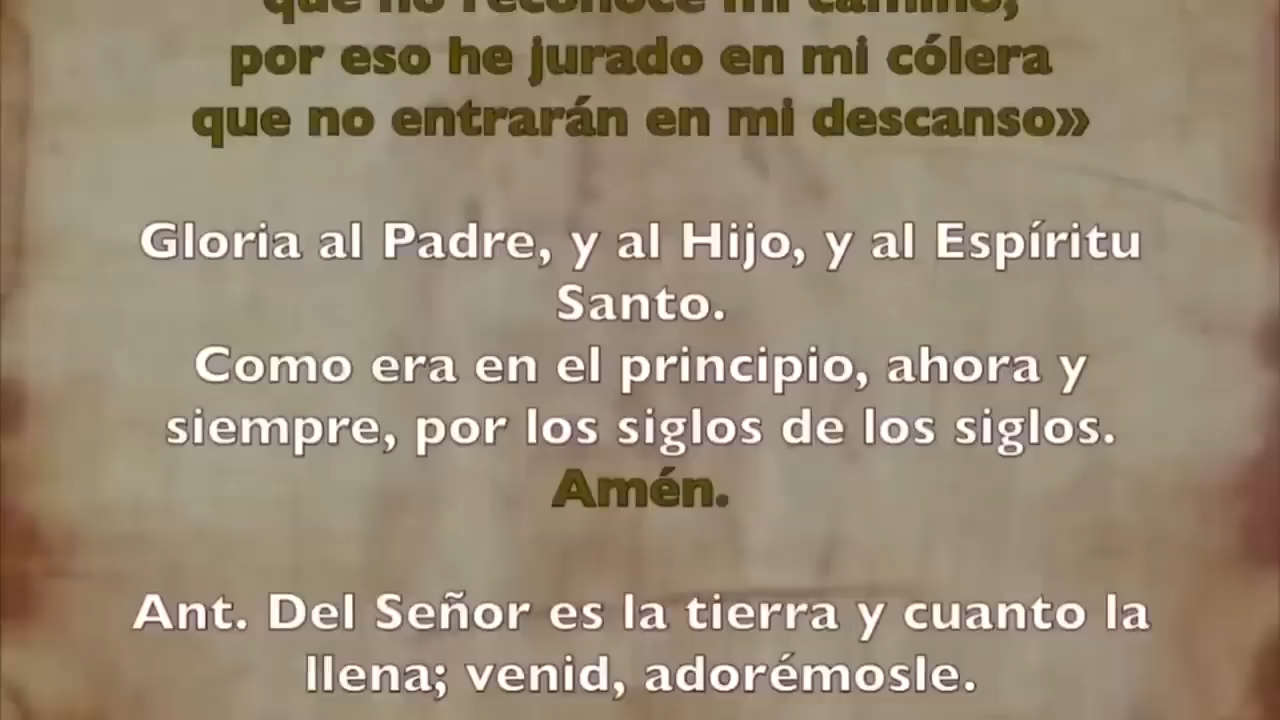 que no reconoce mi camino,
por eso he jurado en mi cólera
que no entrarán en mi descanso»
Gloria al Padre, y al Hijo, y al Espíritu
Santo.
Como era en el principio, ahora y
siempre, por los siglos de los siglos.
Amén.
Ant. Del Señor es la tierra y cuanto la
llena; venid, adorémosle.